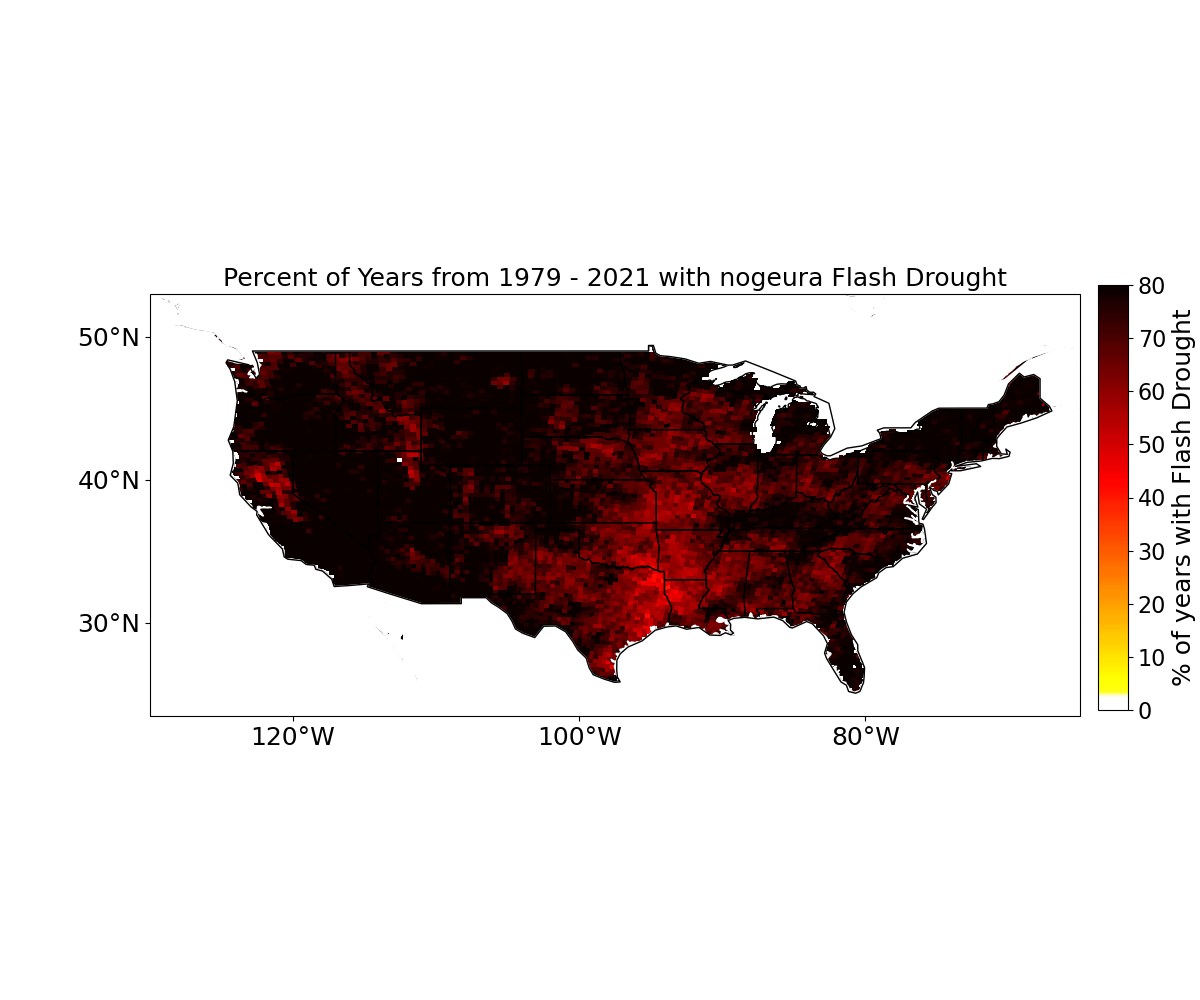 Percent of Years from 1979 - 2021 with nogeura Flash Drought
50°N
40°N
30°N
120°W
100°W
80°W
80
70
60
50
40
30
20
10
0
% of years with Flash Drought